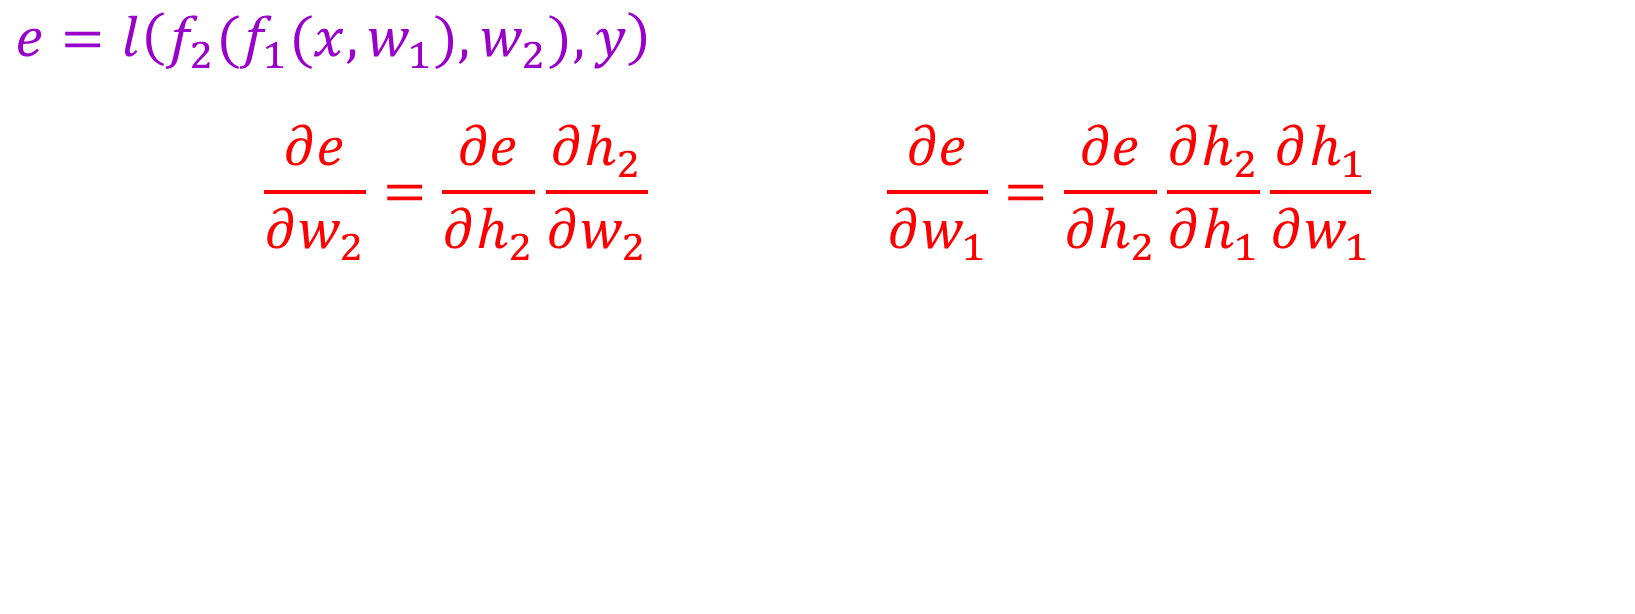 e = l(f₂(f₁(x, w₁), w₂), y)
∂e/∂w₂ = ∂e/∂h₂ ∂h₂/∂w₂
∂e/∂w₁ = ∂e/∂h₂ ∂h₂/∂h₁ ∂h₁/∂w₁